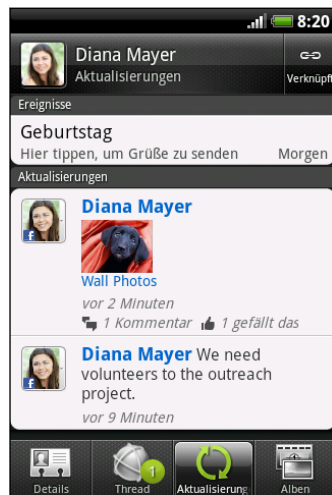 8:20
Diana Mayer
Aktualisierungen
Verknüpft
Ereignisse
Geburtstag
Hier tippen, um Grüße zu senden Morgen
Aktualisierungen
Diana Mayer
Wall Photos
vor 2 Minuten
1 Kommentar 1 gefällt das
Diana Mayer We need
volunteers to the outreach
project.
vor 9 Minuten
1
Details Thread Aktualisierung Alben